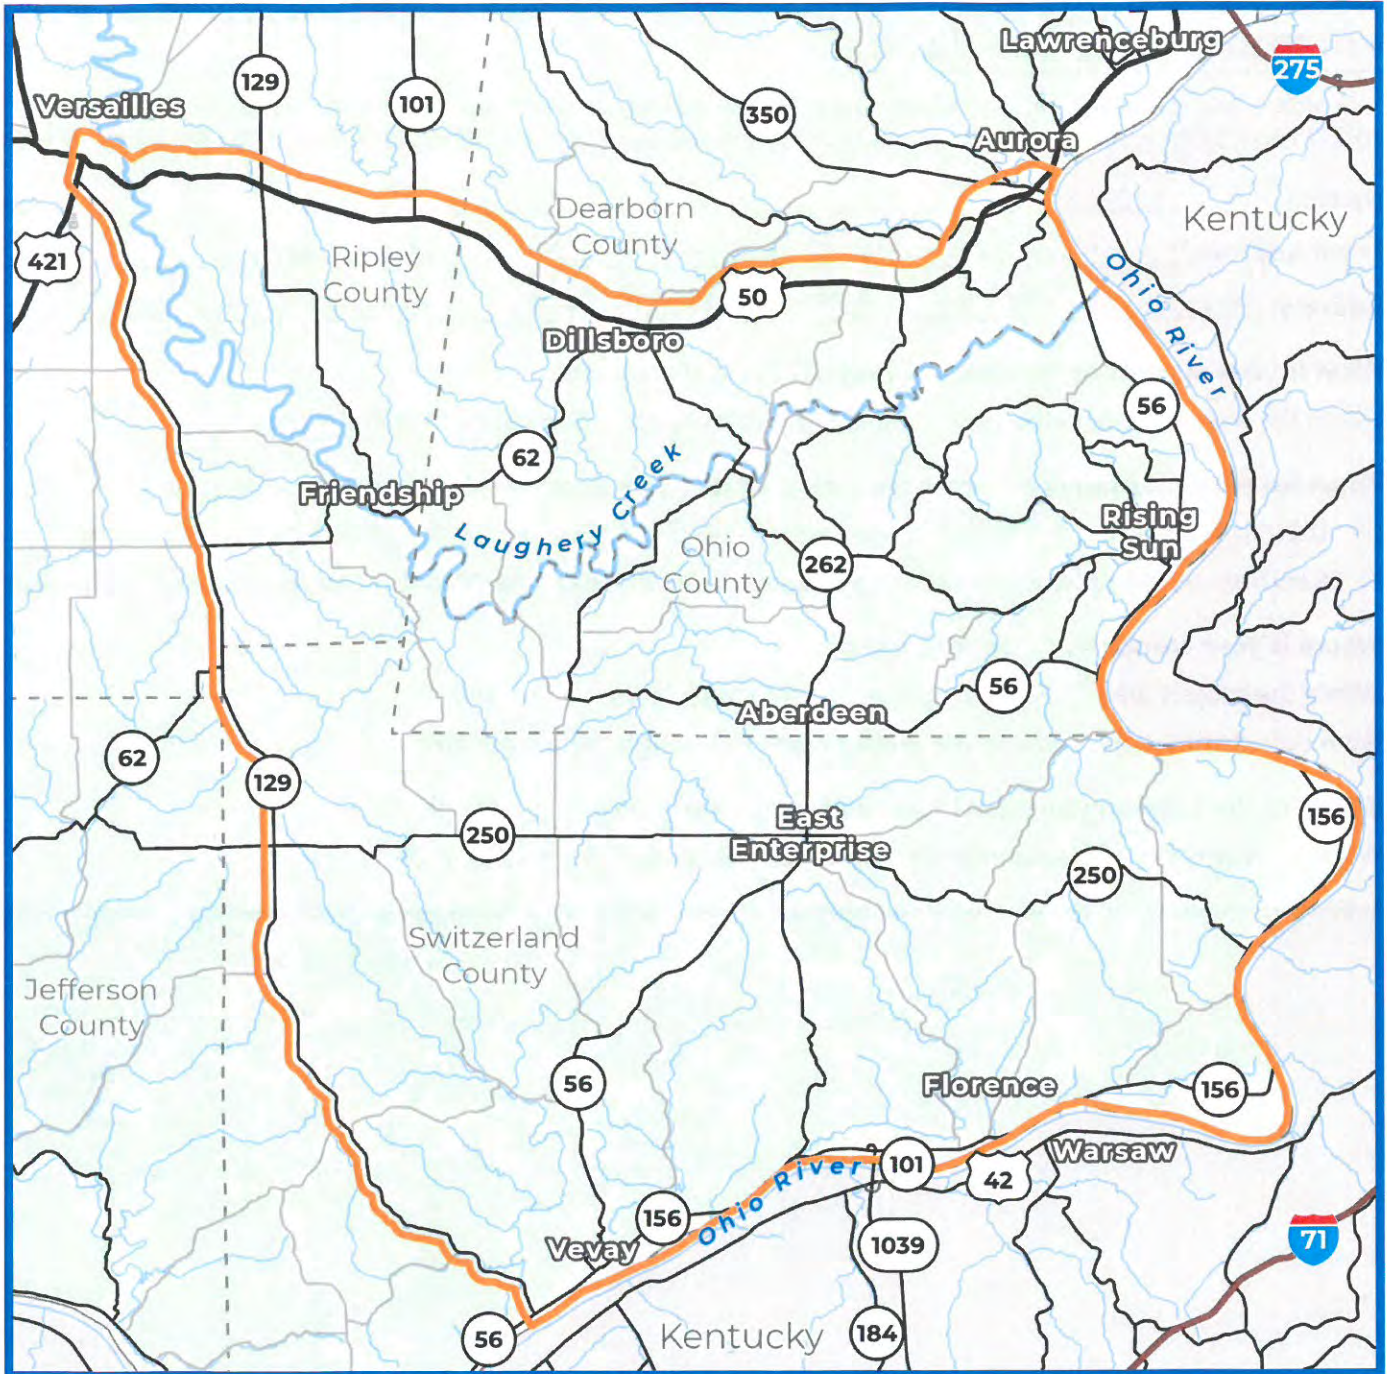 Lawrenceburg
275
129
Versailles
101
350
Aurora
Dearborn
County
Kentucky
421
Ripley
County
50
Ohio River
Dillsboro
56
62
Friendship
Laughery Creek
Rising
Sun
Ohio
County
262
56
Aberdeen
62
129
156
East
Enterprise
250
250
Switzerland
County
Jefferson
County
56
Florence
156
Warsaw
101
42
Ohio River
156
Vevay
1039
71
56
Kentucky
184